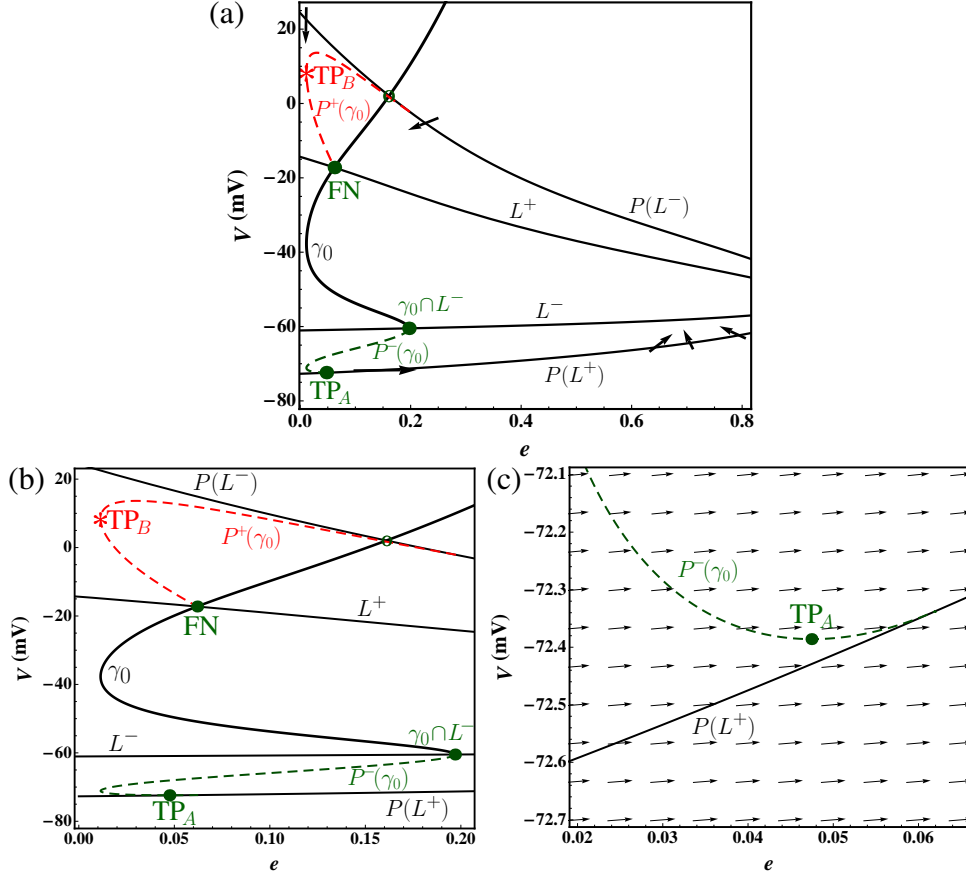 (a)
20
0
−20
−40
−60
−80
V (mV)
TP_B
P^+(γ_0)
FN
L^+
P(L^−)
γ_0
γ_0∩L^−
L^−
P^−(γ_0)
P(L^+)
TP_A
0.0 0.2 0.4 0.6 0.8
e
(b)
20
0
−20
−40
−60
−80
V (mV)
P(L^−)
TP_B
P^+(γ_0)
L^+
FN
γ_0
L^−
γ_0∩L^−
P^−(γ_0)
TP_A
P(L^+)
0.00 0.05 0.10 0.15 0.20
e
(c)
−72.1
−72.2
−72.3
−72.4
−72.5
−72.6
−72.7
V (mV)
P^−(γ_0)
TP_A
P(L^+)
0.02 0.03 0.04 0.05 0.06
e